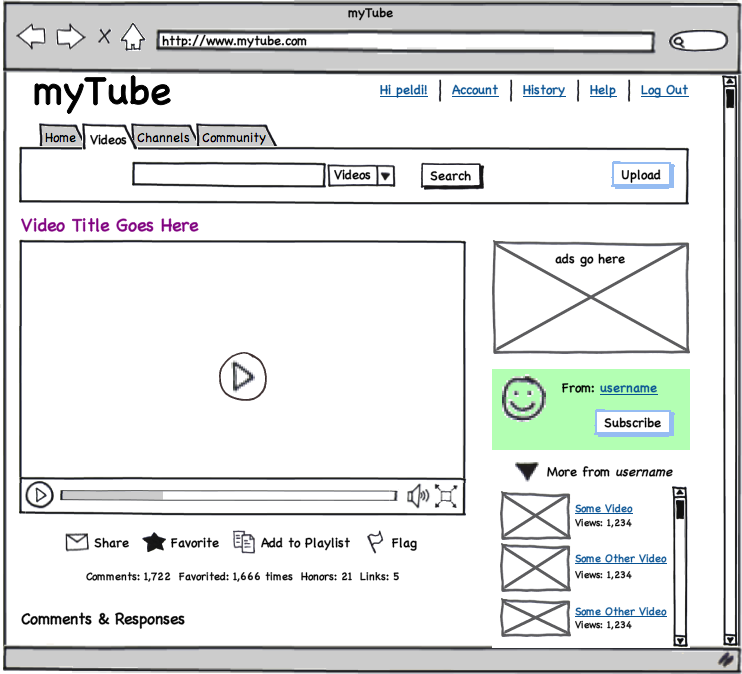 myTube
http://www.mytube.com
myTube
Hi peldi! Account History Help Log Out
Home Videos Channels Community
Videos Search Upload
Video Title Goes Here
ads go here
From: username
Subscribe
More from username
Some Video
Views: 1,234
Some Other Video
Views: 1,234
Some Other Video
Views: 1,234
Share Favorite Add to Playlist Flag
Comments: 1,722 Favorited: 1,666 times Honors: 21 Links: 5
Comments & Responses